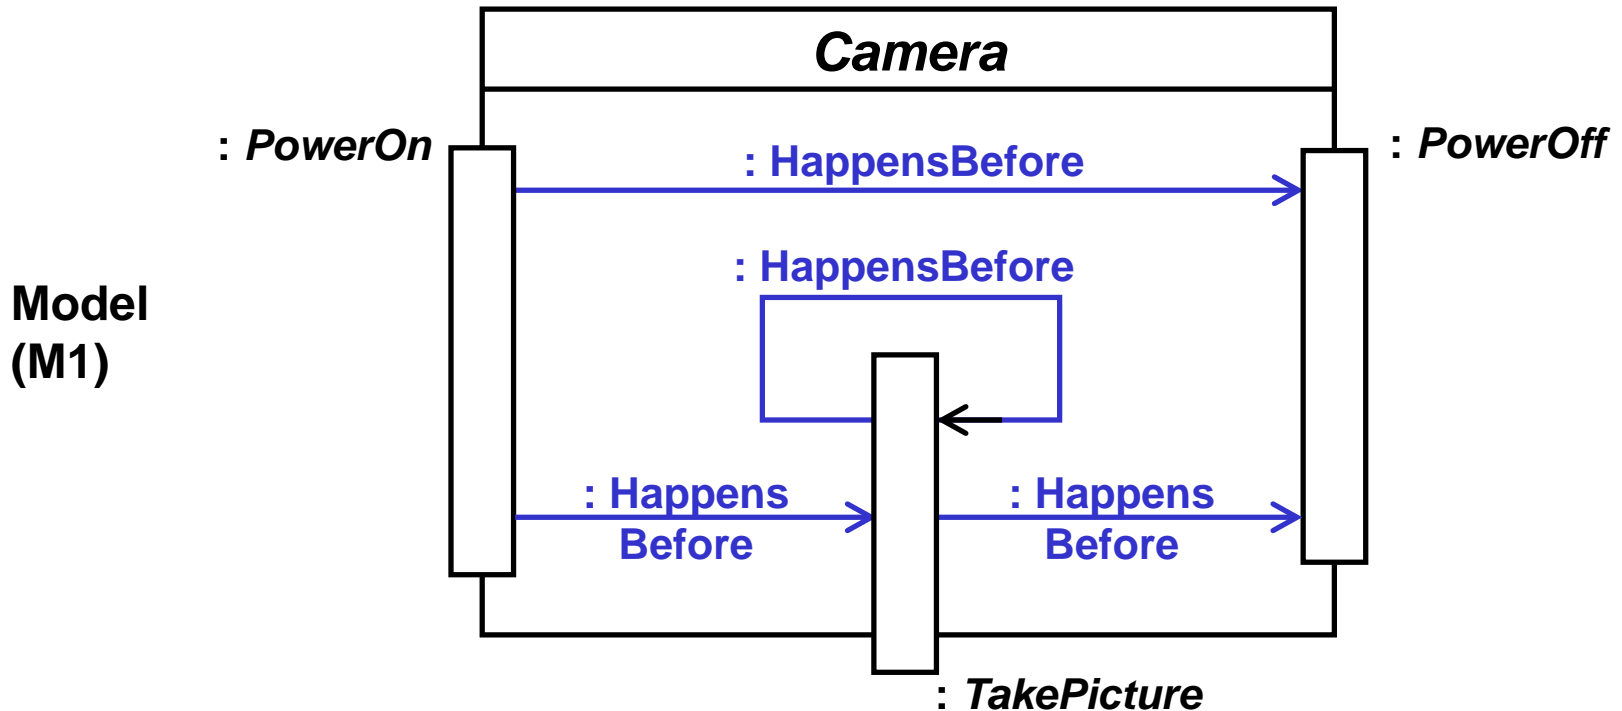 Camera
: PowerOn
: PowerOff
: HappensBefore
: HappensBefore
Model
(M1)
: Happens
Before
: Happens
Before
: TakePicture